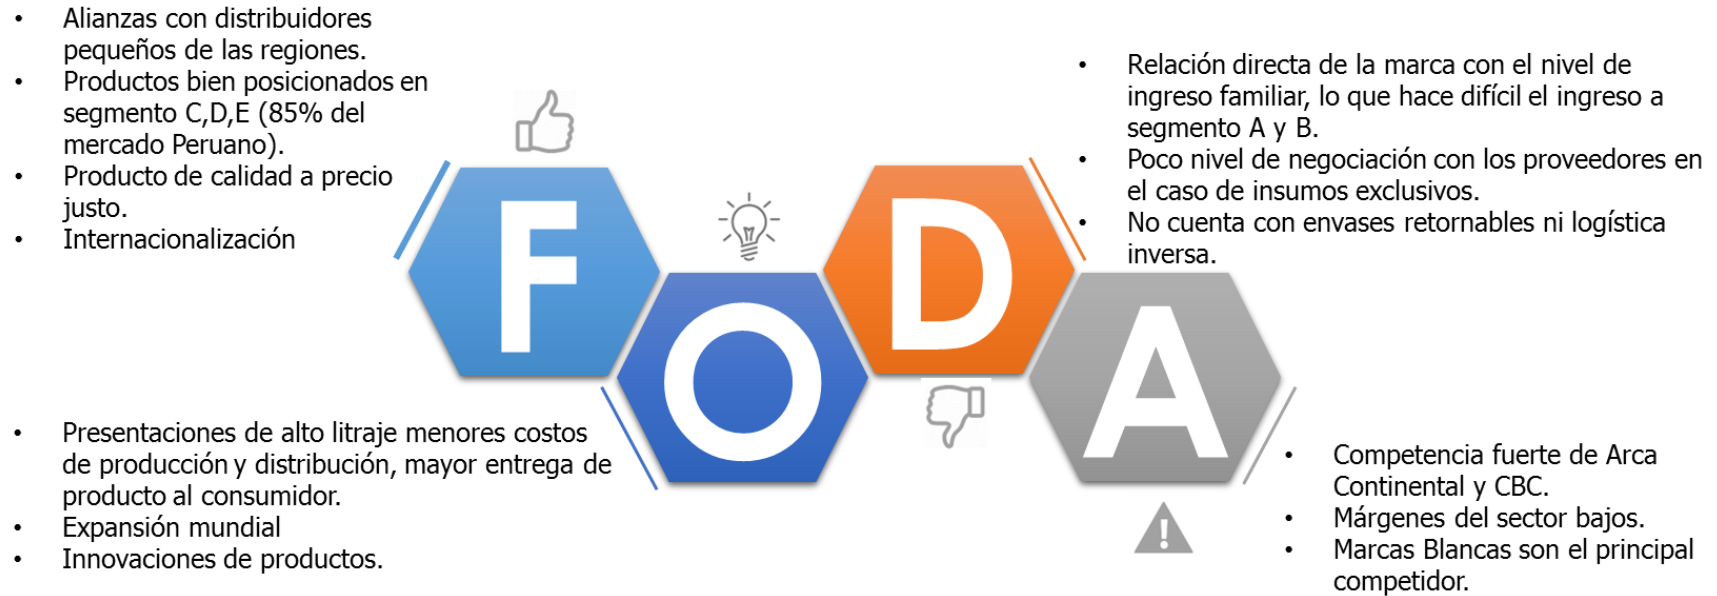 • Alianzas con distribuidores
pequeños de las regiones.
• Productos bien posicionados en
segmento C,D,E (85% del
mercado Peruano).
• Producto de calidad a precio
justo.
• Internacionalización
F
• Presentaciones de alto litraje menores costos
de producción y distribución, mayor entrega de
producto al consumidor.
• Expansión mundial
• Innovaciones de productos.
O
• Relación directa de la marca con el nivel de
ingreso familiar, lo que hace difícil el ingreso a
segmento A y B.
• Poco nivel de negociación con los proveedores en
el caso de insumos exclusivos.
• No cuenta con envases retornables ni logística
inversa.
D
A
• Competencia fuerte de Arca
Continental y CBC.
• Márgenes del sector bajos.
• Marcas Blancas son el principal
competidor.